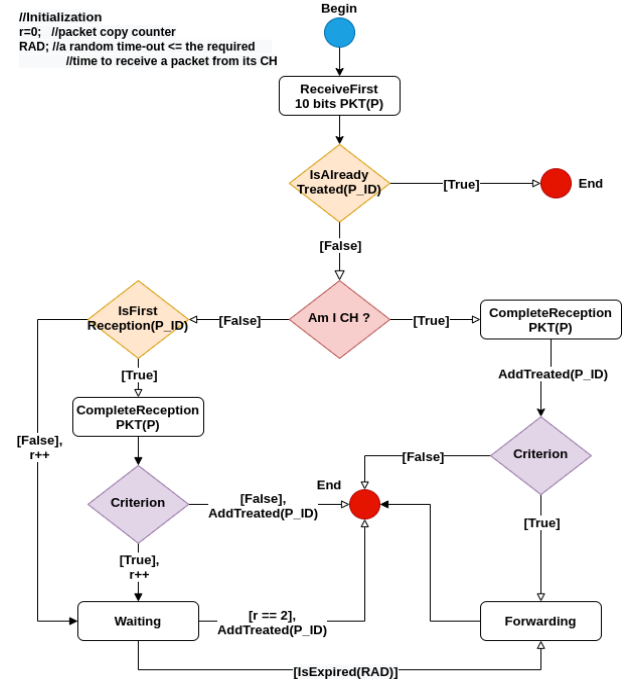 //Initialization
r=0;   //packet copy counter
RAD; //a random time-out <= the required
//time to receive a packet from its CH
Begin
ReceiveFirst
10 bits PKT(P)
IsAlready
Treated(P_ID)
[True]
End
[False]
IsFirst
Reception(P_ID)
[False]
Am I CH ?
[True]
CompleteReception
PKT(P)
[True]
AddTreated(P_ID)
CompleteReception
PKT(P)
[False],
r++
[False]
Criterion
End
Criterion
[False],
AddTreated(P_ID)
[True]
[True],
r++
Waiting
[r == 2],
AddTreated(P_ID)
Forwarding
[IsExpired(RAD)]